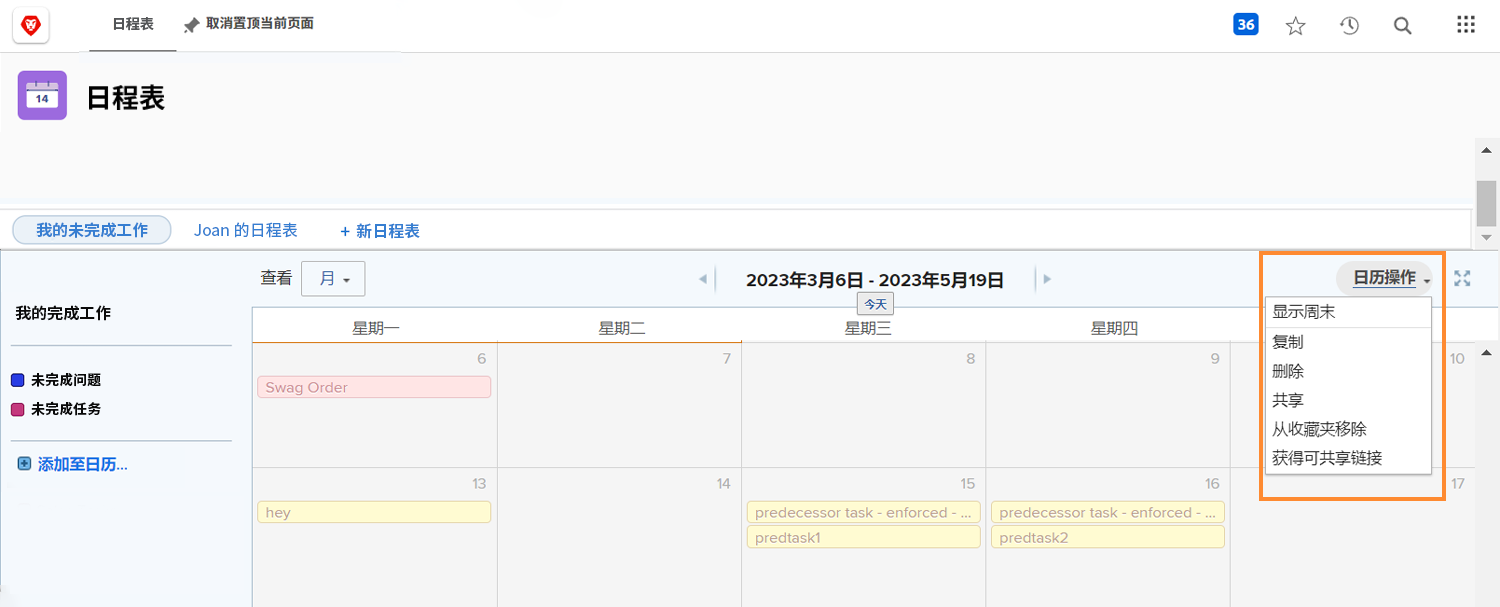 日程表
取消置顶当前页面
36
14
日程表
我的未完成工作
Joan 的日程表
+ 新日程表
查看
月
2023年3月6日 - 2023年5月19日
今天
日历操作
显示周末
复制
删除
共享
从收藏夹移除
获得可共享链接
我的完成工作
未完成问题
未完成任务
添加至日历...
星期一
星期二
星期三
星期四
6
7
8
9
10
Swag Order
13
14
15
16
17
hey
predecessor task - enforced - ...
predecessor task - enforced - ...
predtask1
predtask2